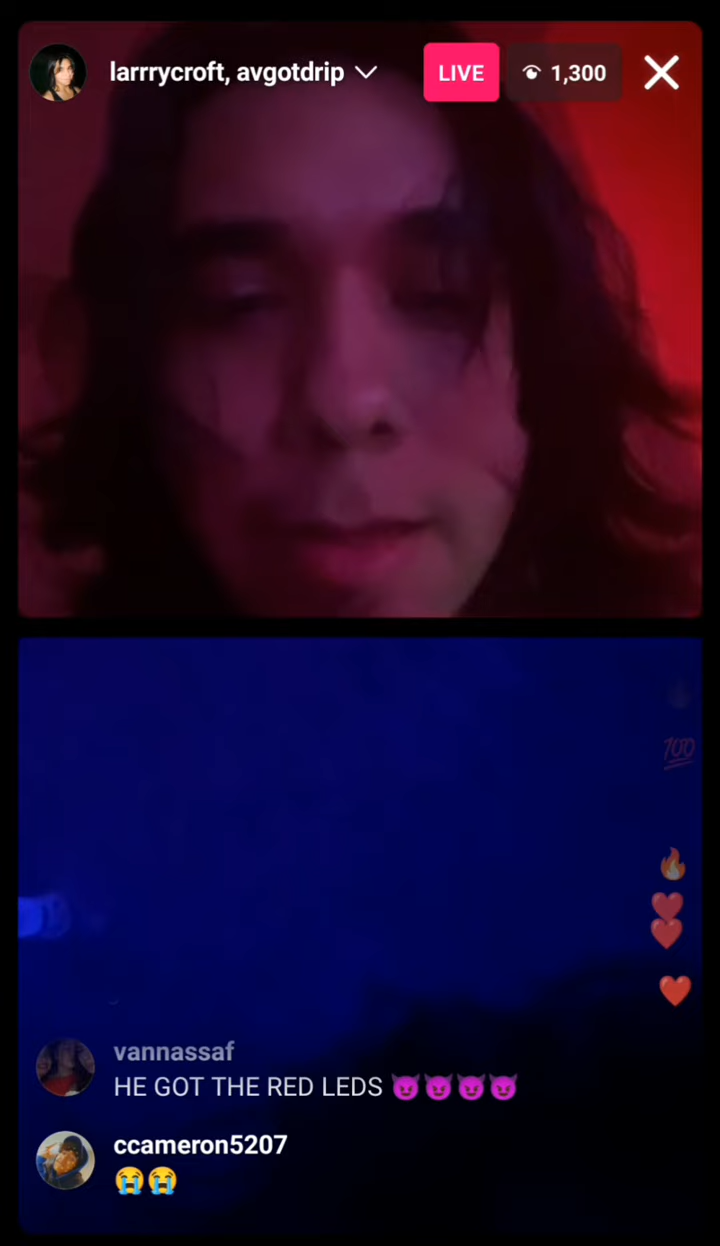 larrrycroft, avgotdrip
LIVE
1,300
💯
vannassaf
HE GOT THE RED LEDS 😈😈😈😈
ccameron5207
😭😭